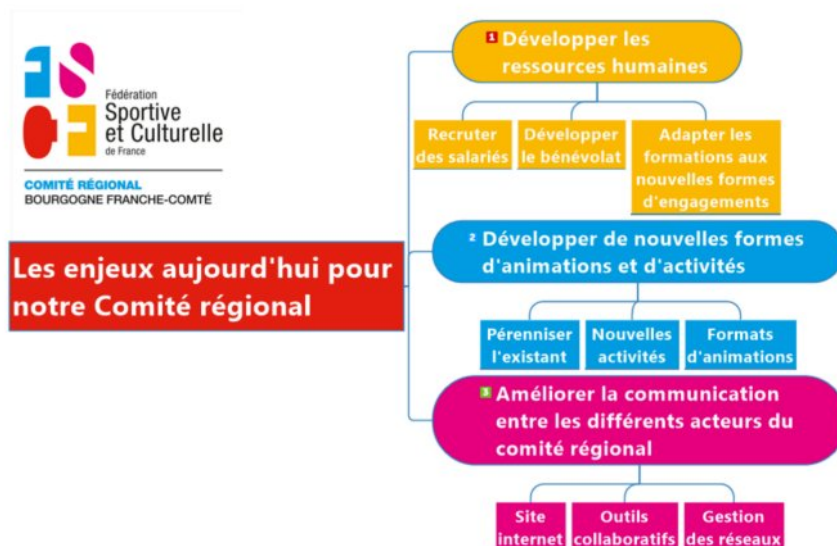 FSCF
Fédération
Sportive
et Culturelle
de France
COMITÉ RÉGIONAL
BOURGOGNE FRANCHE-COMTÉ
Les enjeux aujourd'hui pour
notre Comité régional
1 Développer les
ressources humaines
Recruter
des salariés
Développer
le bénévolat
Adapter les
formations aux
nouvelles formes
d'engagements
2 Développer de nouvelles formes
d'animations et d'activités
Pérenniser
l'existant
Nouvelles
activités
Formats
d'animations
3 Améliorer la communication
entre les différents acteurs du
comité régional
Site
internet
Outils
collaboratifs
Gestion
des réseaux